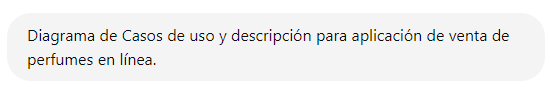 Diagrama de Casos de uso y descripción para aplicación de venta de
perfumes en línea.